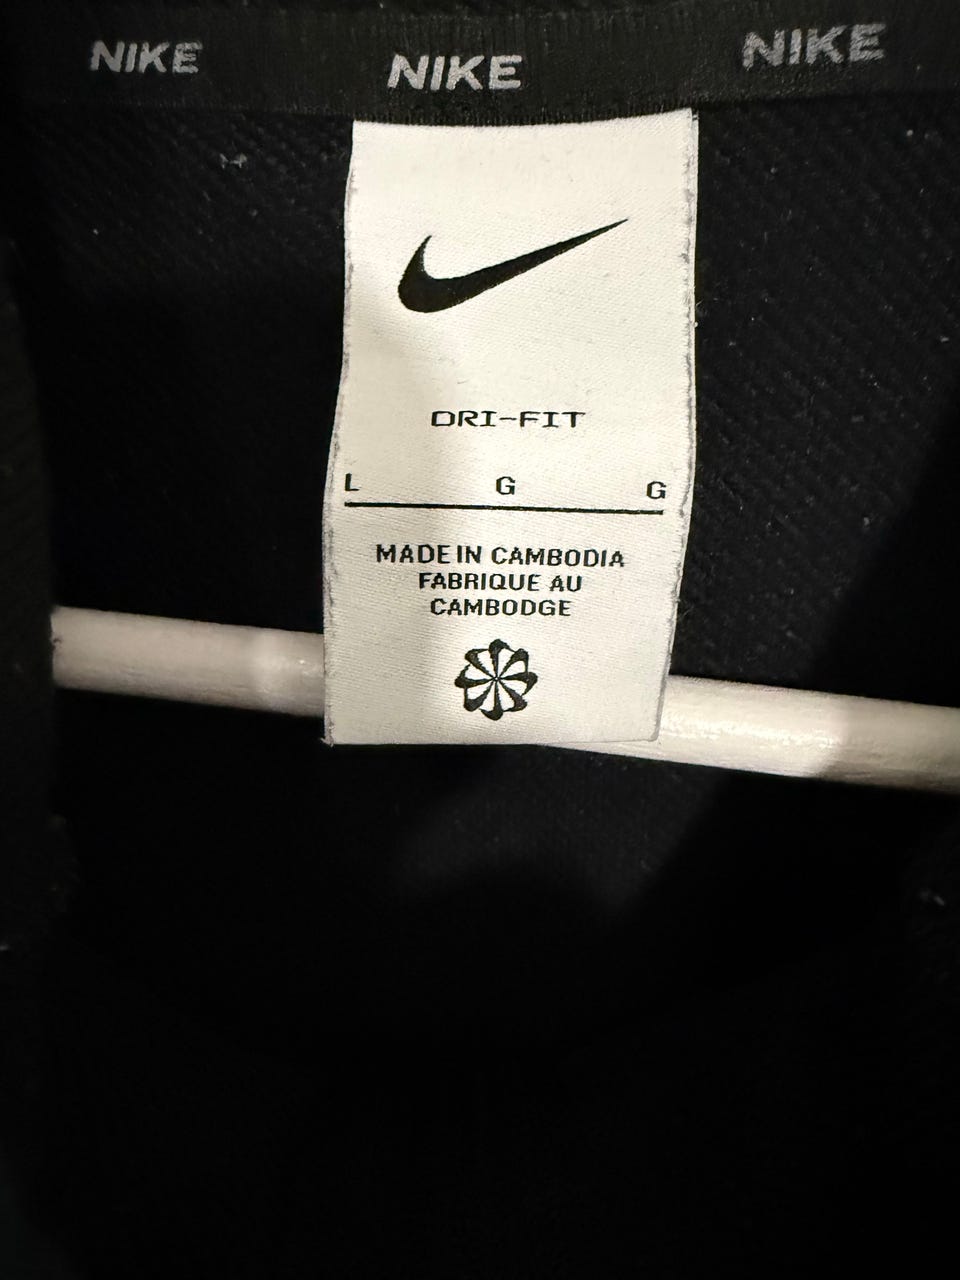 NIKE NIKE NIKE
DRI-FIT
L G G
MADE IN CAMBODIA
FABRIQUE AU
CAMBODGE